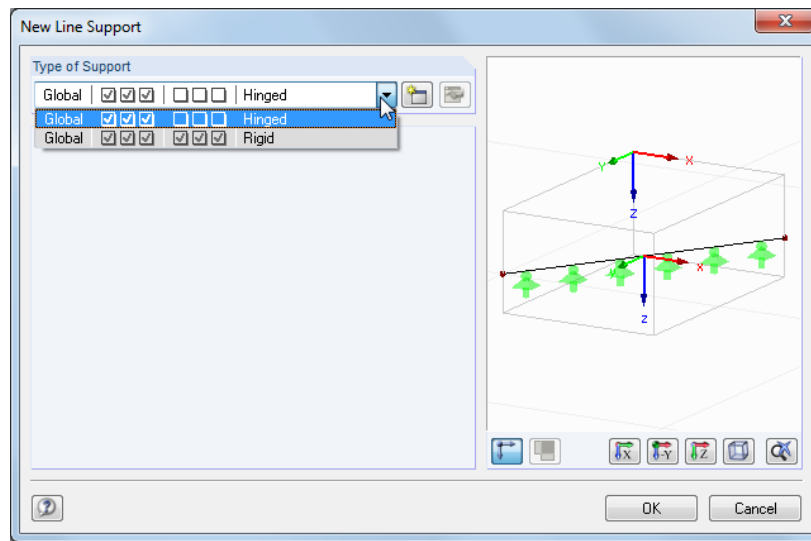 New Line Support
Type of Support
Global Hinged
Global Hinged
Global Rigid
Y X
Z
y x
z
X -Y Z
OK Cancel